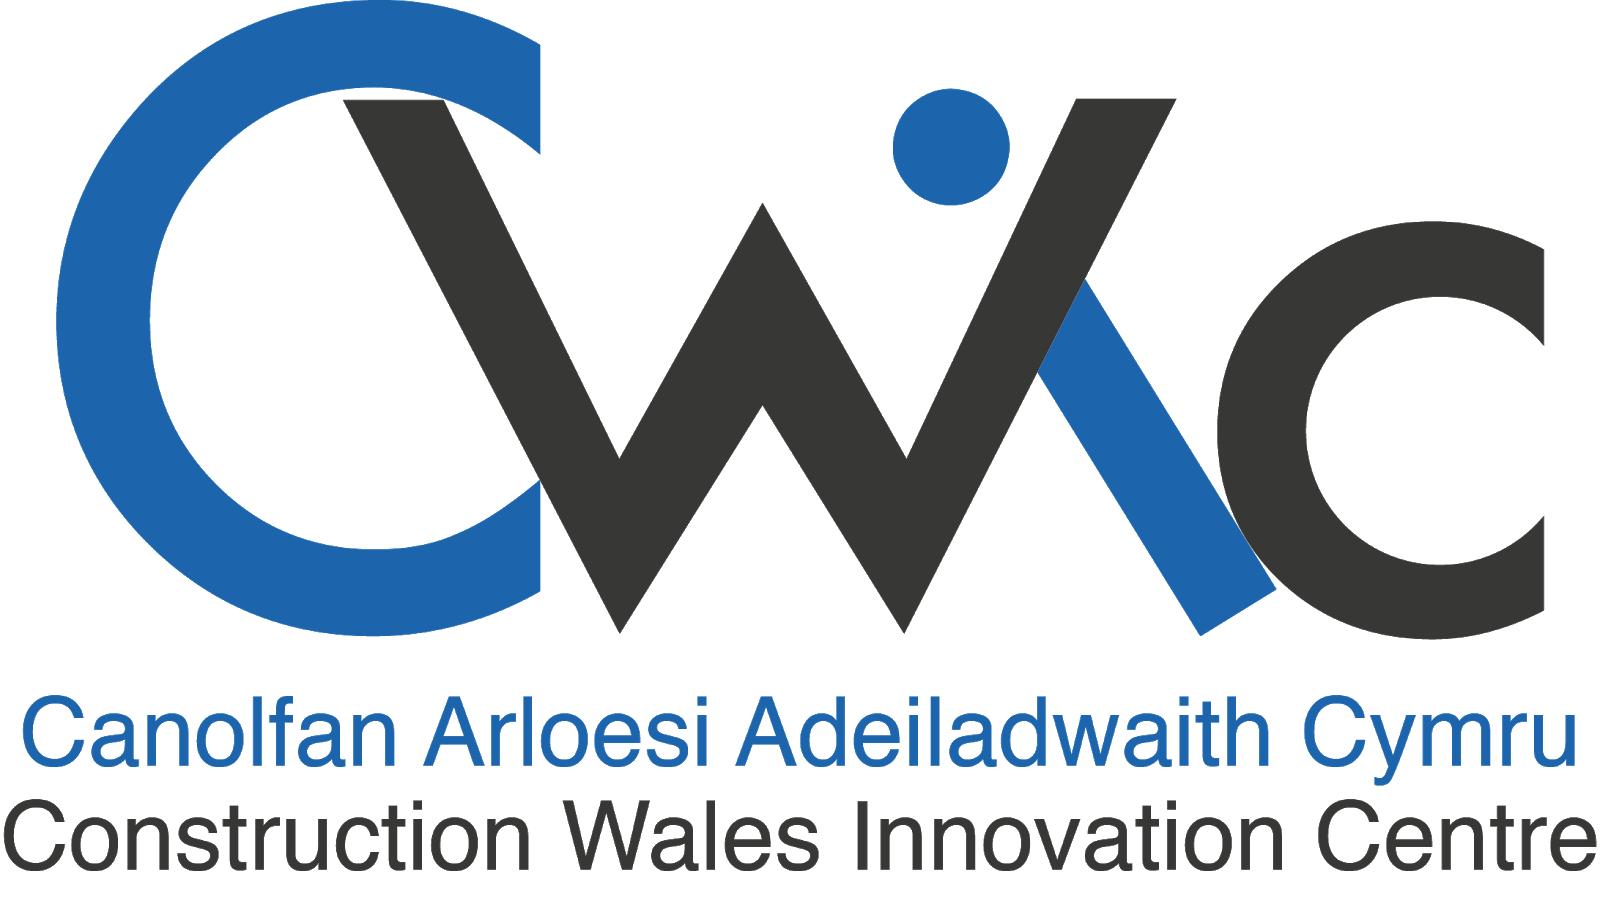 CWiC
Canolfan Arloesi Adeiladwaith Cymru
Construction Wales Innovation Centre